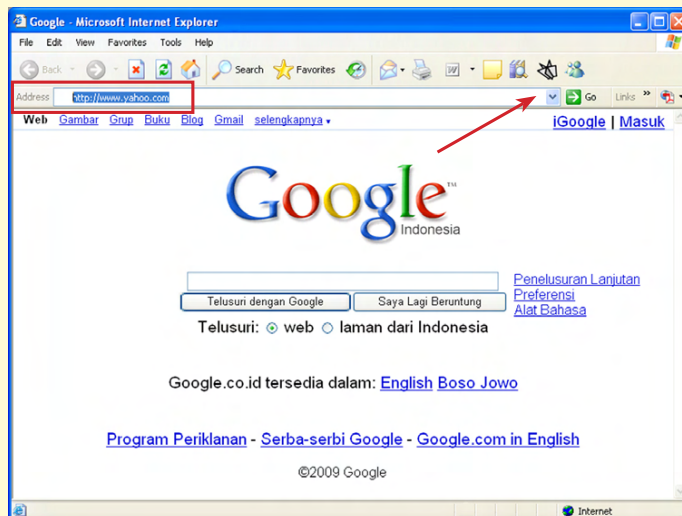 Google - Microsoft Internet Explorer
File Edit View Favorites Tools Help
Back Search Favorites
Address http://www.yahoo.com Go Links »
Web Gambar Grup Buku Blog Gmail selengkapnya ▾ iGoogle | Masuk
Google™
Indonesia
Penelusuran Lanjutan
Telusuri dengan Google Saya Lagi Beruntung Preferensi
Alat Bahasa
Telusuri: web laman dari Indonesia
Google.co.id tersedia dalam: English Boso Jowo
Program Periklanan - Serba-serbi Google - Google.com in English
©2009 Google
Internet